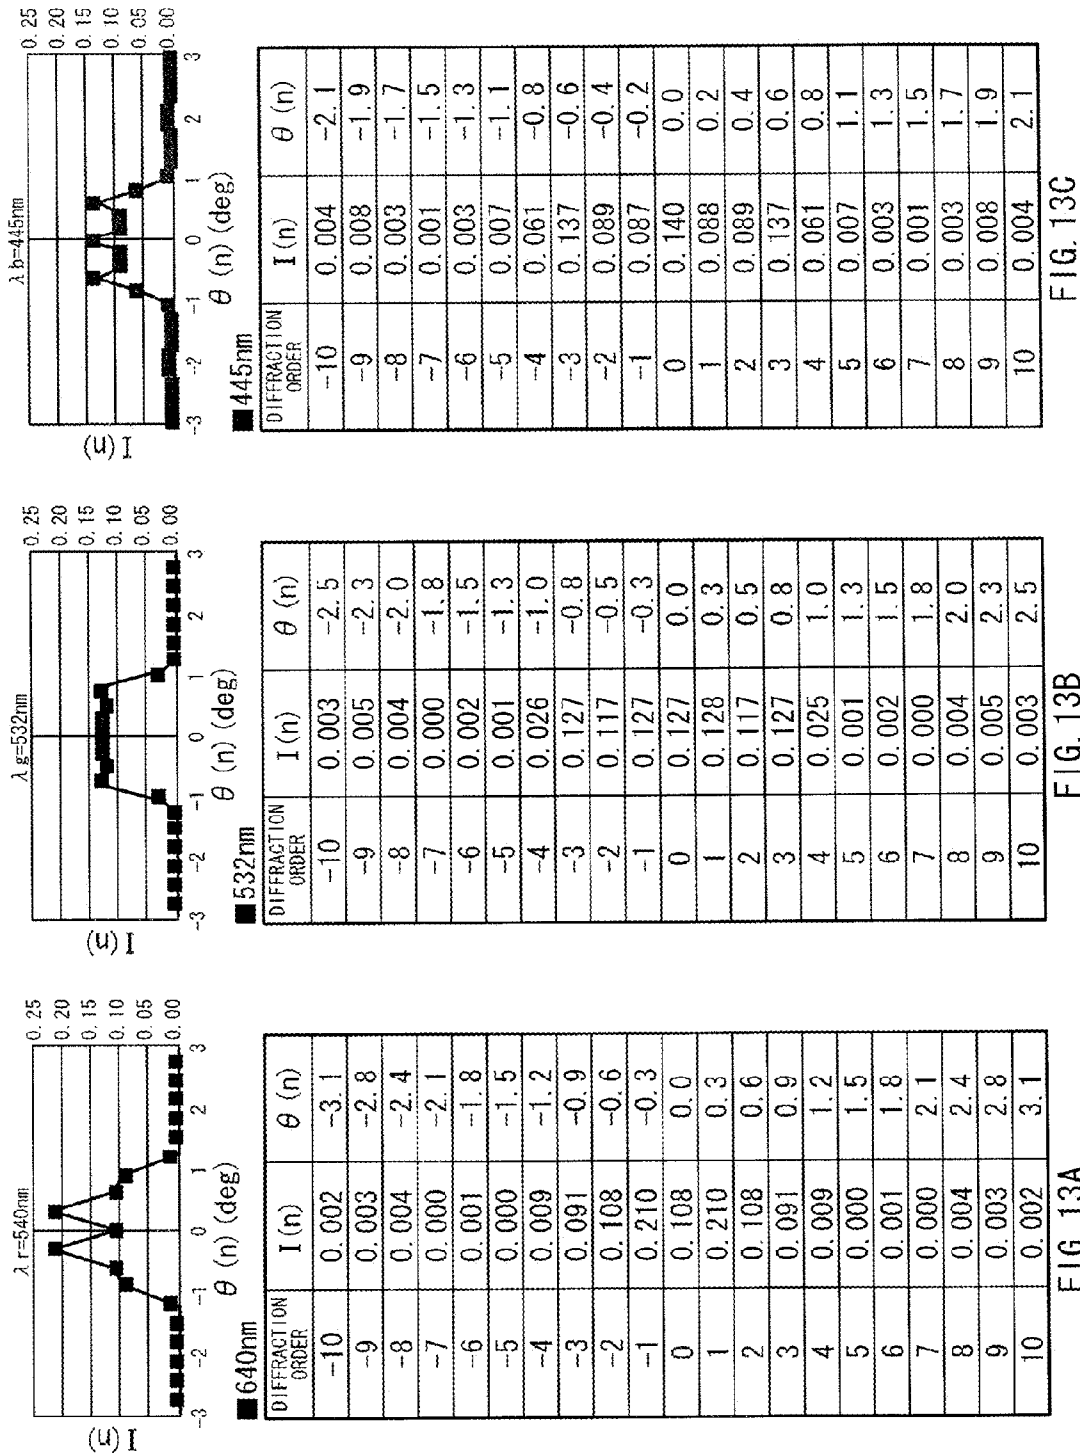 λ r=540nm
I(n)
0.25
0.20
0.15
0.10
0.05
0.00
-3 -2 -1 0 1 2 3
θ (n) (deg)
■640nm
DIFFRACTION ORDER I(n) θ (n)
-10 0.002 -3.1
-9 0.003 -2.8
-8 0.004 -2.4
-7 0.000 -2.1
-6 0.001 -1.8
-5 0.000 -1.5
-4 0.009 -1.2
-3 0.091 -0.9
-2 0.108 -0.6
-1 0.210 -0.3
0 0.108 0.0
1 0.210 0.3
2 0.108 0.6
3 0.091 0.9
4 0.009 1.2
5 0.000 1.5
6 0.001 1.8
7 0.000 2.1
8 0.004 2.4
9 0.003 2.8
10 0.002 3.1
FIG. 13A
λ g=532nm
I(n)
0.25
0.20
0.15
0.10
0.05
0.00
-3 -2 -1 0 1 2 3
θ (n) (deg)
■532nm
DIFFRACTION ORDER I(n) θ (n)
-10 0.003 -2.5
-9 0.005 -2.3
-8 0.004 -2.0
-7 0.000 -1.8
-6 0.002 -1.5
-5 0.001 -1.3
-4 0.026 -1.0
-3 0.127 -0.8
-2 0.117 -0.5
-1 0.127 -0.3
0 0.127 0.0
1 0.128 0.3
2 0.117 0.5
3 0.127 0.8
4 0.025 1.0
5 0.001 1.3
6 0.002 1.5
7 0.000 1.8
8 0.004 2.0
9 0.005 2.3
10 0.003 2.5
FIG. 13B
λ b=445nm
I(n)
0.25
0.20
0.15
0.10
0.05
0.00
-3 -2 -1 0 1 2 3
θ (n) (deg)
■445nm
DIFFRACTION ORDER I(n) θ (n)
-10 0.004 -2.1
-9 0.008 -1.9
-8 0.003 -1.7
-7 0.001 -1.5
-6 0.003 -1.3
-5 0.007 -1.1
-4 0.061 -0.8
-3 0.137 -0.6
-2 0.089 -0.4
-1 0.087 -0.2
0 0.140 0.0
1 0.088 0.2
2 0.089 0.4
3 0.137 0.6
4 0.061 0.8
5 0.007 1.1
6 0.003 1.3
7 0.001 1.5
8 0.003 1.7
9 0.008 1.9
10 0.004 2.1
FIG. 13C